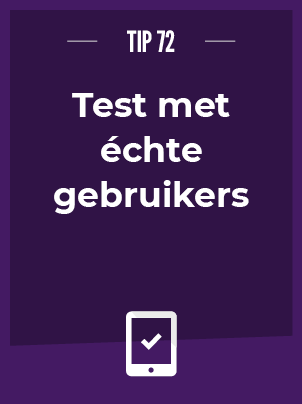 TIP 72
Test met
échte
gebruikers